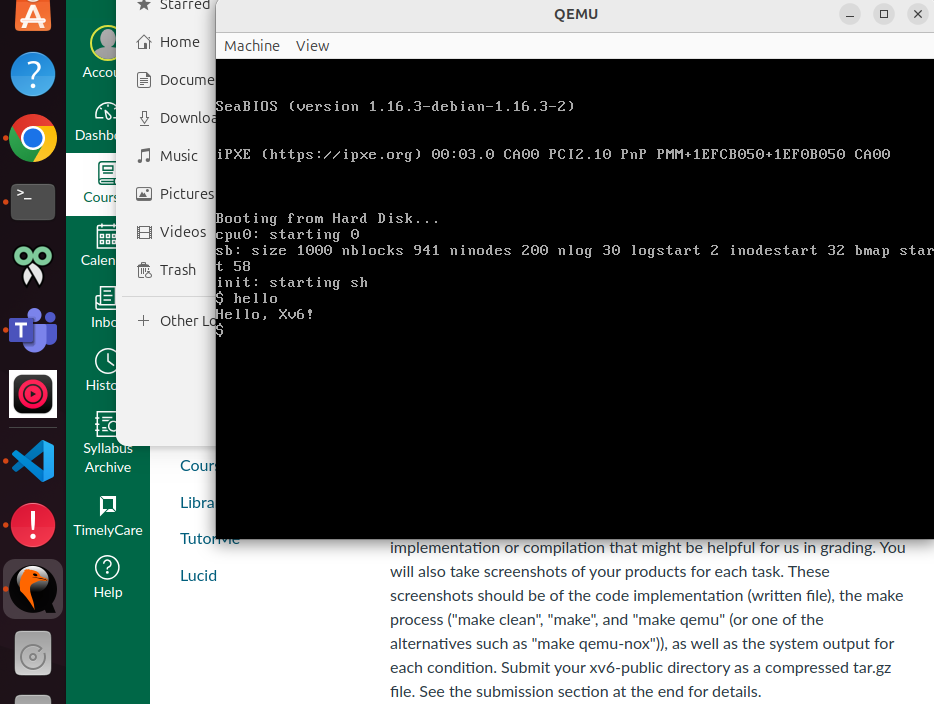 QEMU
Machine View
SeaBIOS (version 1.16.3-debian-1.16.3-2)
iPXE (https://ipxe.org) 00:03.0 CA00 PCI2.10 PnP PMM+1EFCB050+1EF0B050 CA00
Booting from Hard Disk...
cpu0: starting 0
sb: size 1000 nblocks 941 ninodes 200 nlog 30 logstart 2 inodestart 32 bmap star
t 58
init: starting sh
$ hello
Hello, Xv6!
$
Starred
Home
Docume
Downloa
Music
Pictures
Videos
Trash
Other Lo
Accou
Dashb
Cours
Calen
Inbo
Histo
Syllabus
Archive
TimelyCare
Help
Cours
Librar
TutorMe
Lucid
implementation or compilation that might be helpful for us in grading. You
will also take screenshots of your products for each task. These
screenshots should be of the code implementation (written file), the make
process ("make clean", "make", and "make qemu" (or one of the
alternatives such as "make qemu-nox")), as well as the system output for
each condition. Submit your xv6-public directory as a compressed tar.gz
file. See the submission section at the end for details.